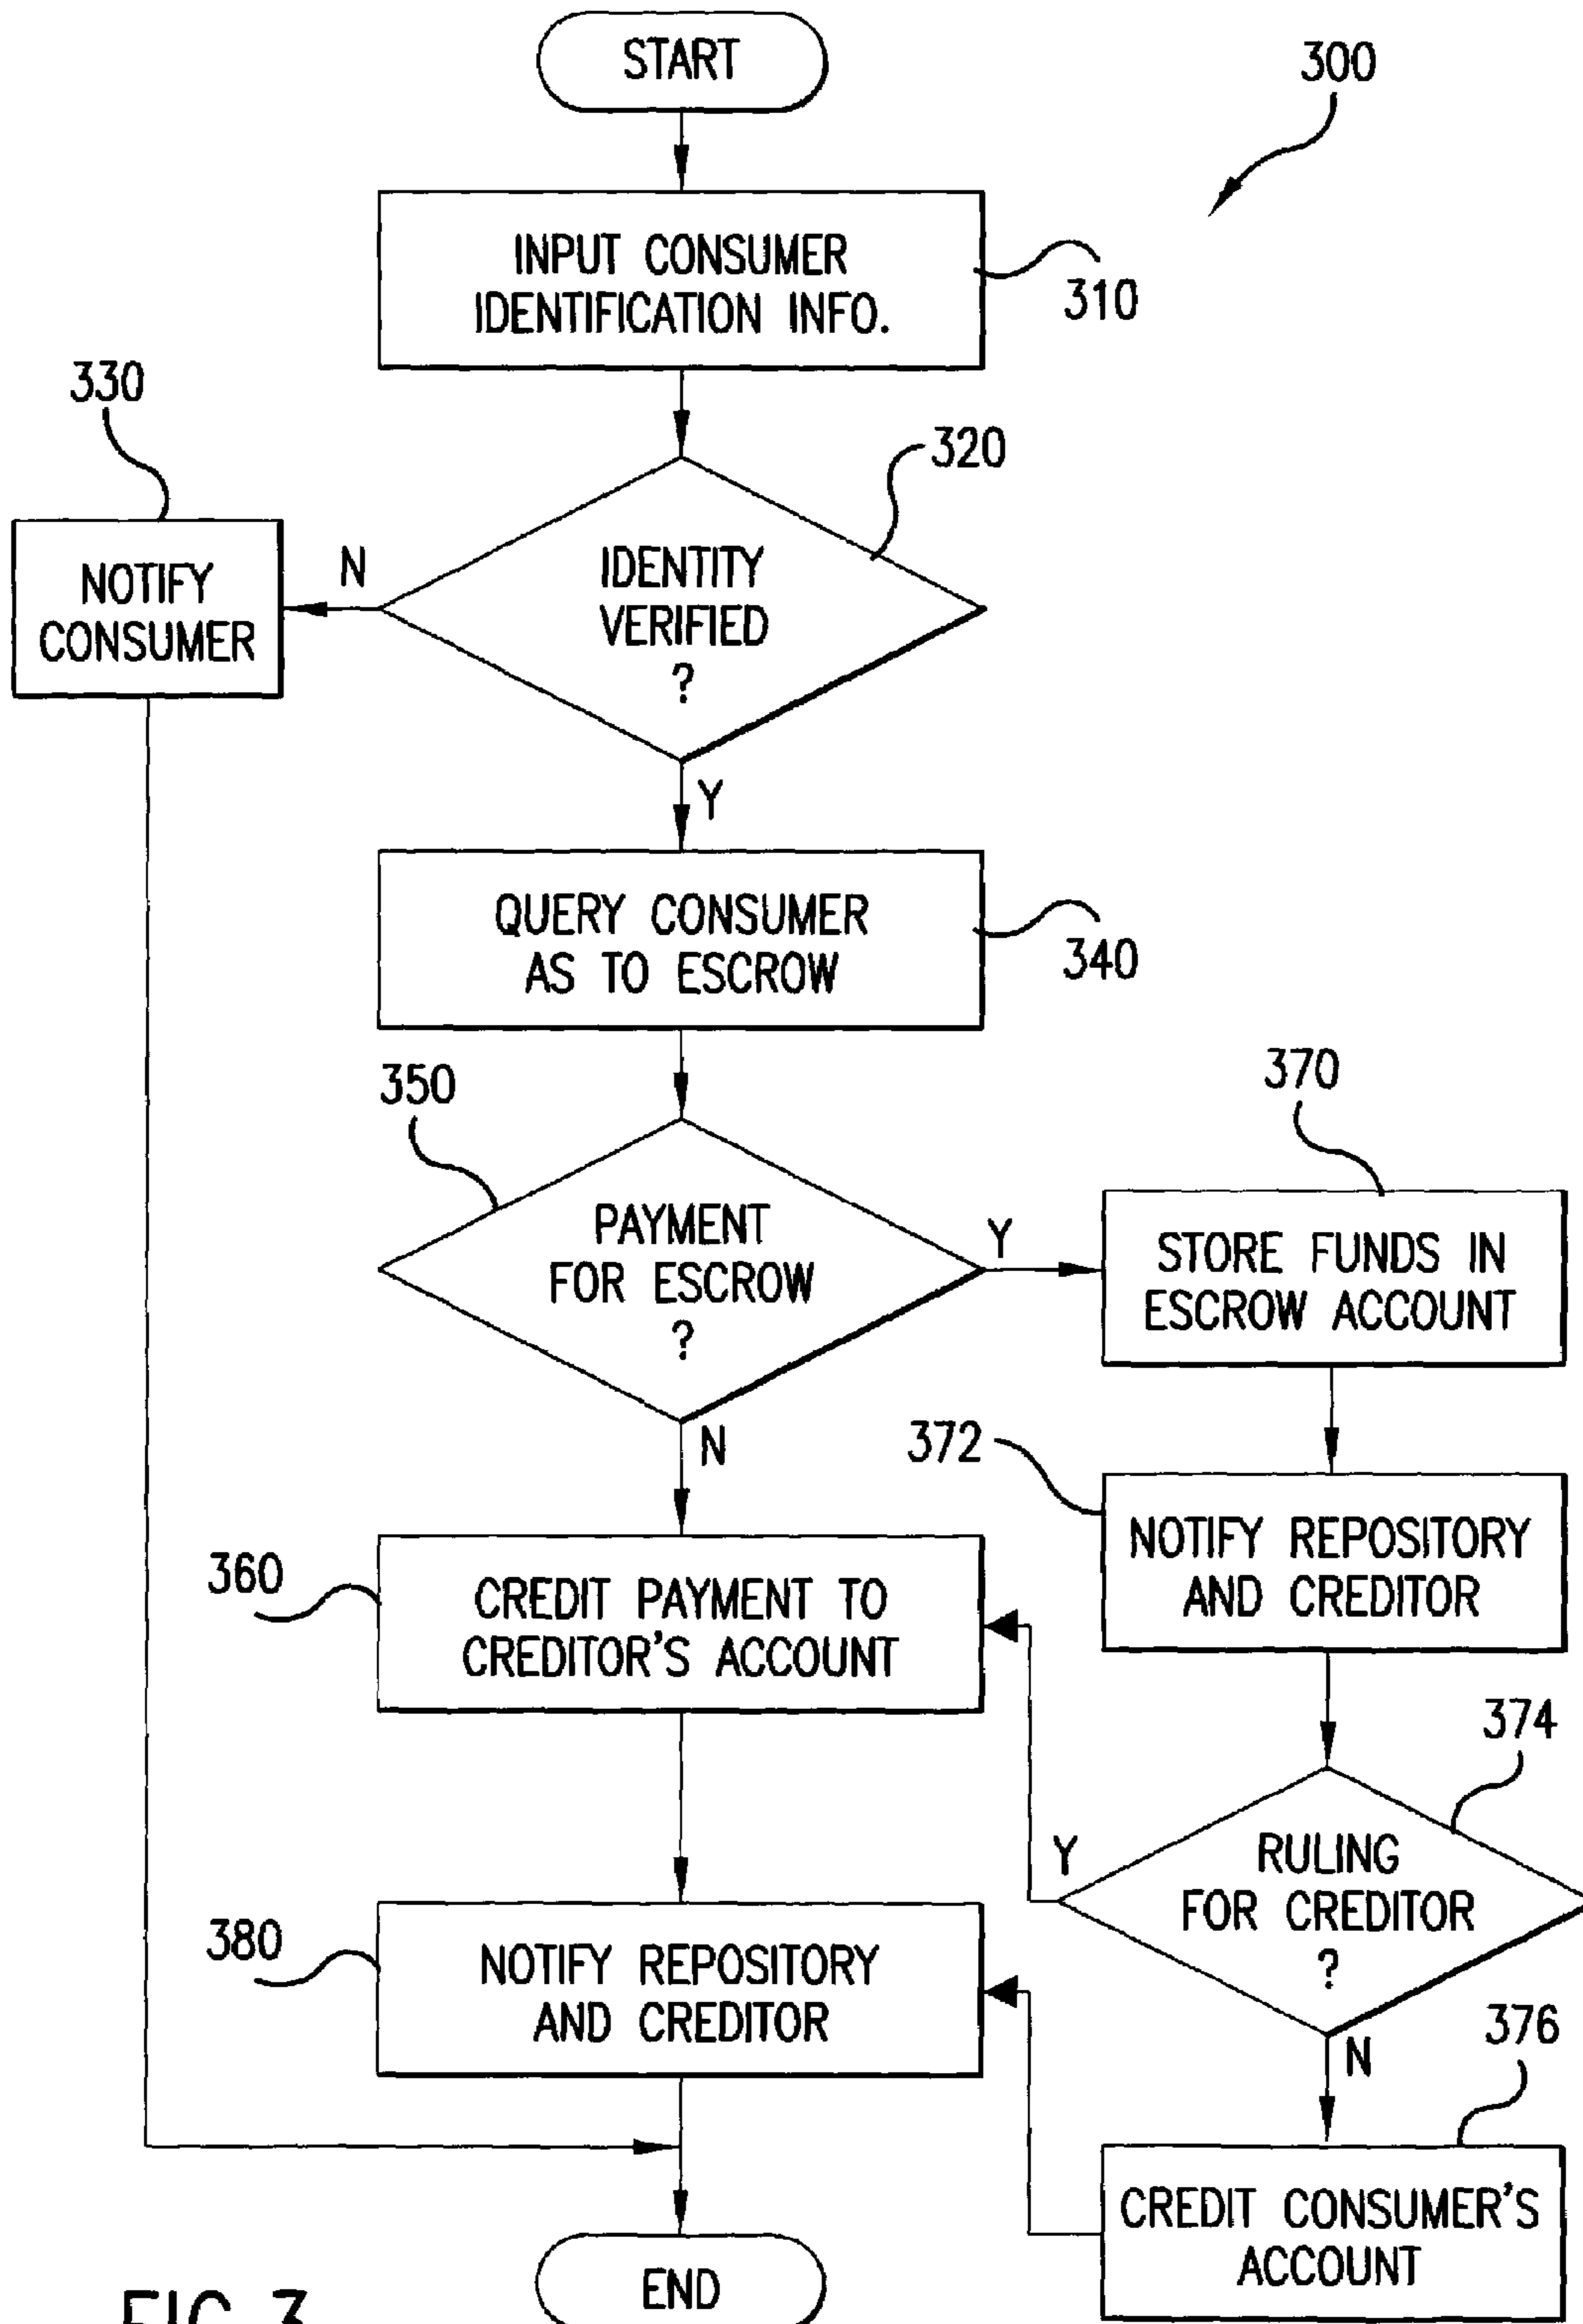 START
300
INPUT CONSUMER
IDENTIFICATION INFO.
310
330
320
NOTIFY
CONSUMER
N
IDENTITY
VERIFIED
?
Y
QUERY CONSUMER
AS TO ESCROW
340
350
370
PAYMENT
FOR ESCROW
?
Y
STORE FUNDS IN
ESCROW ACCOUNT
N
372
NOTIFY REPOSITORY
AND CREDITOR
360
CREDIT PAYMENT TO
CREDITOR'S ACCOUNT
374
Y
RULING
FOR CREDITOR
?
380
NOTIFY REPOSITORY
AND CREDITOR
N
376
CREDIT CONSUMER'S
ACCOUNT
END
FIG. 3